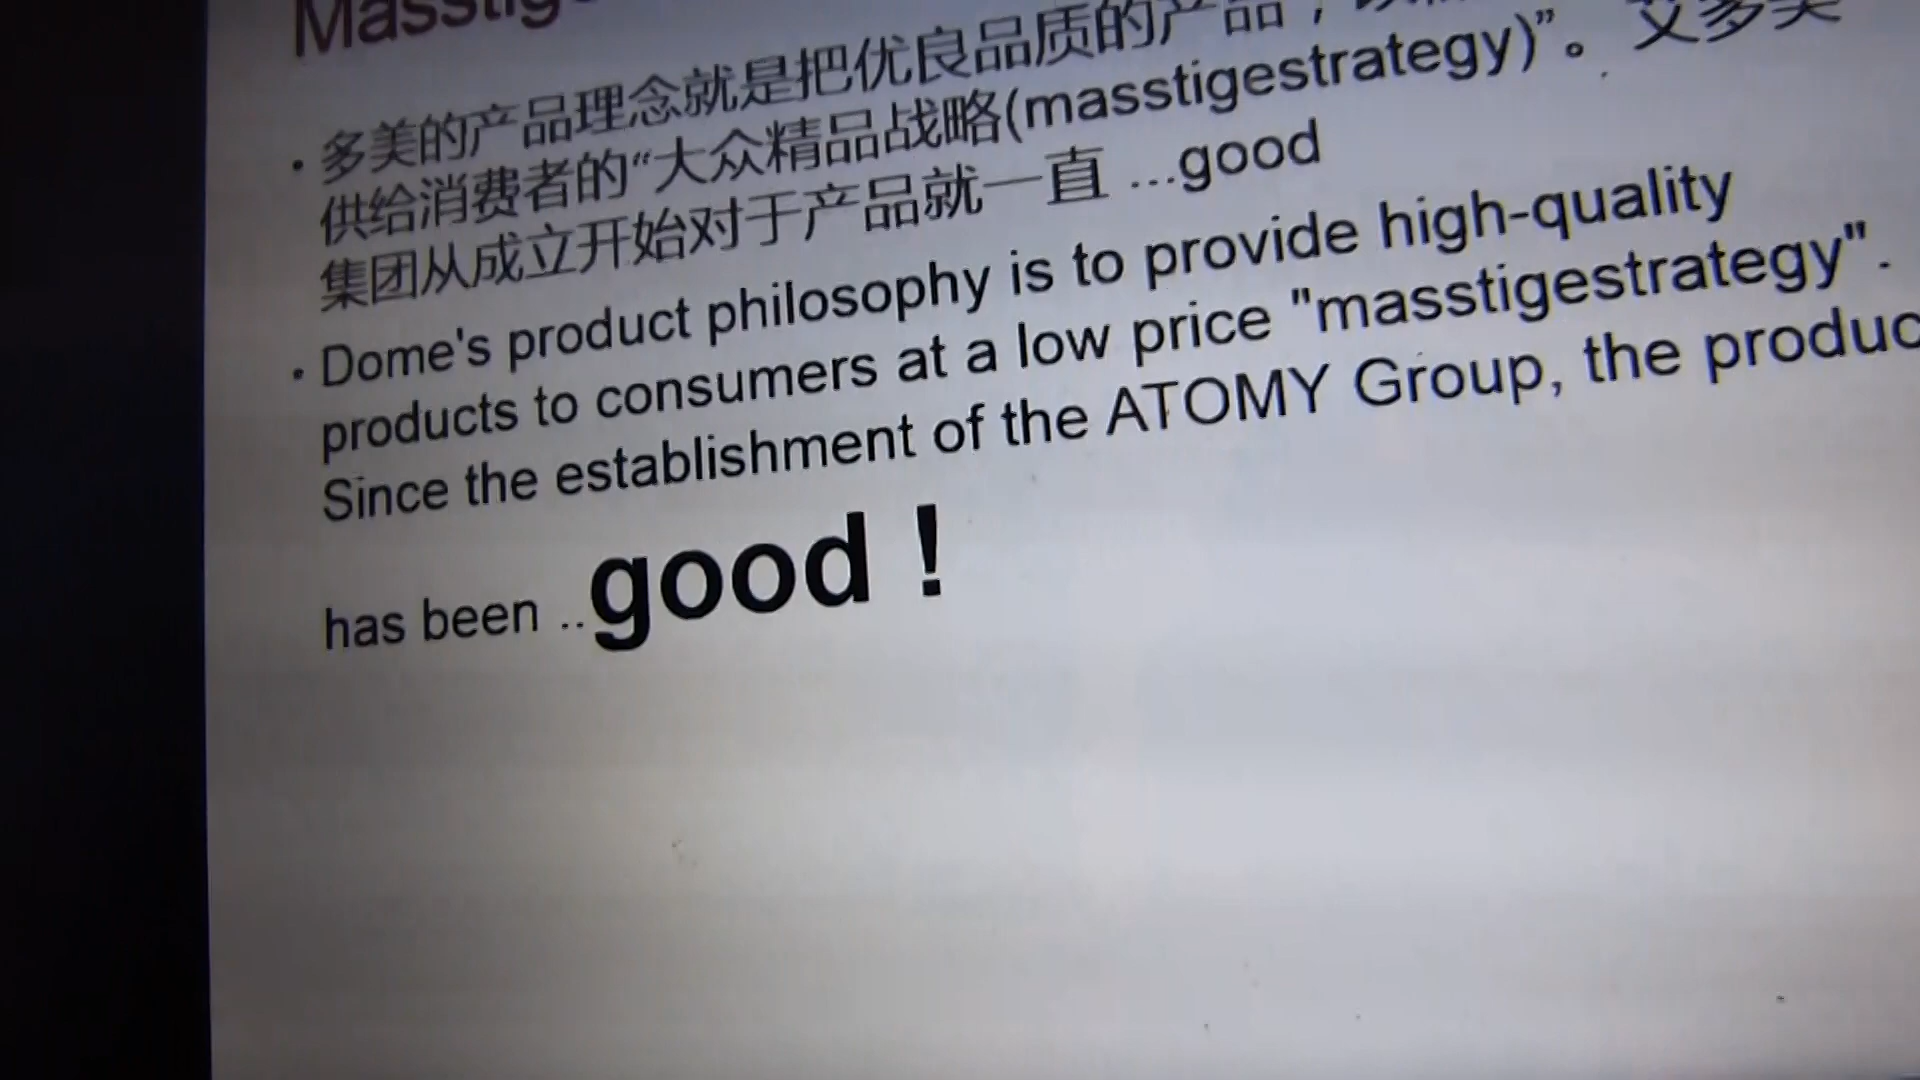 • 多美的产品理念就是把优良品质的产品，
供给消费者的“大众精品战略(masstigestrategy)”。 艾多美
集团从成立开始对于产品就一直 ...good
• Dome's product philosophy is to provide high-quality
products to consumers at a low price "masstigestrategy".
Since the establishment of the ATOMY Group, the produc
has been ..good !